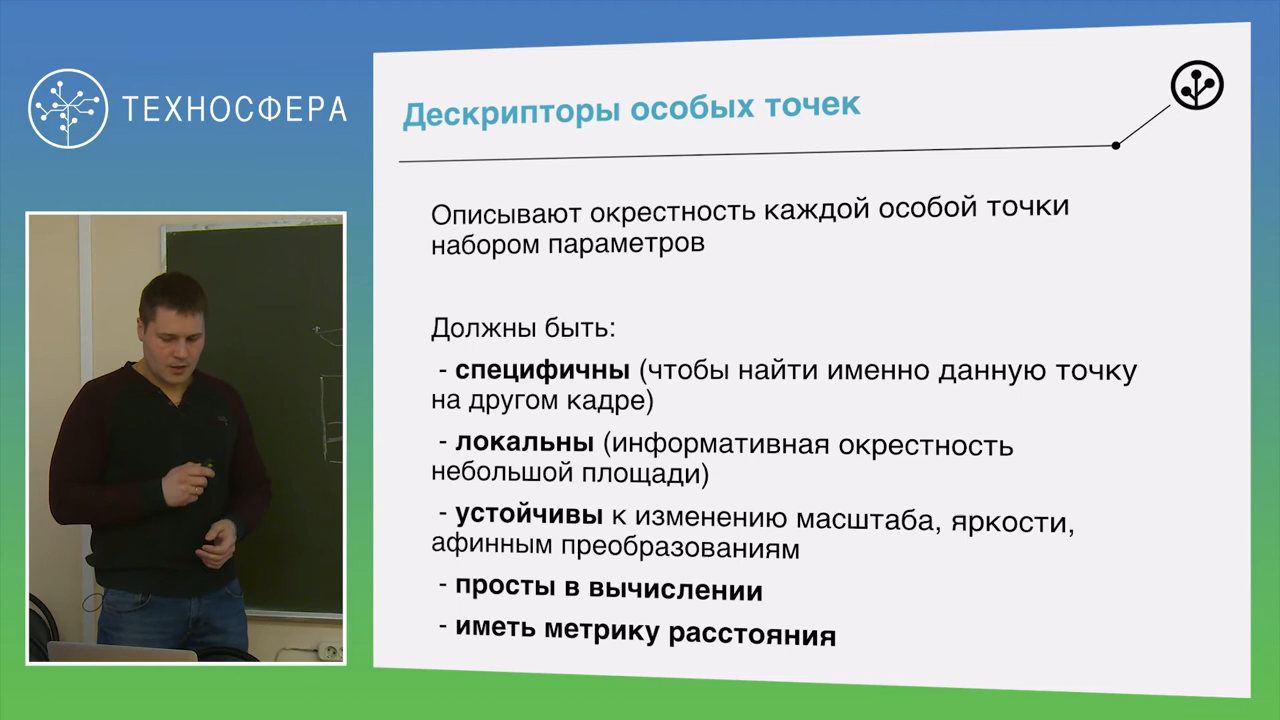 ТЕХНОСФЕРА
Дескрипторы особых точек
Описывают окрестность каждой особой точки
набором параметров
Должны быть:
- специфичны (чтобы найти именно данную точку
на другом кадре)
- локальны (информативная окрестность
небольшой площади)
- устойчивы к изменению масштаба, яркости,
афинным преобразованиям
- просты в вычислении
- иметь метрику расстояния